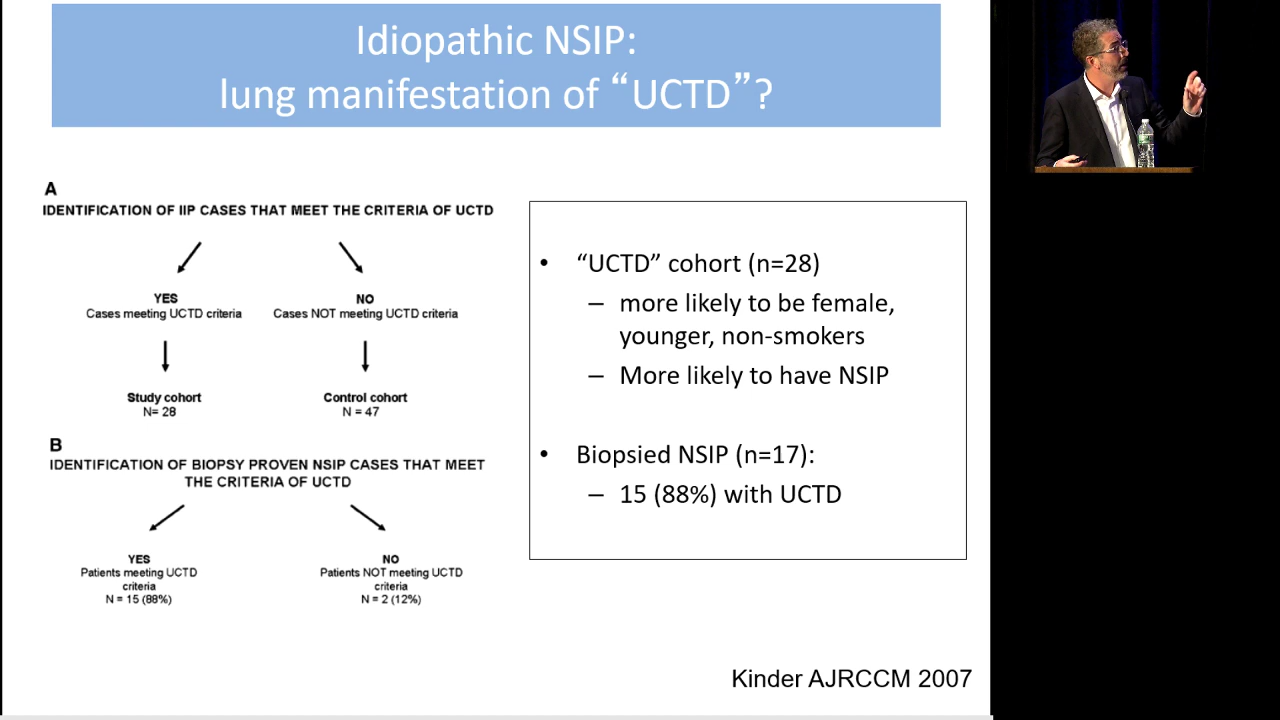 Idiopathic NSIP:
lung manifestation of “UCTD”?
A
IDENTIFICATION OF IIP CASES THAT MEET THE CRITERIA OF UCTD
YES
Cases meeting UCTD criteria
NO
Cases NOT meeting UCTD criteria
Study cohort
N= 28
Control cohort
N = 47
B
IDENTIFICATION OF BIOPSY PROVEN NSIP CASES THAT MEET
THE CRITERIA OF UCTD
YES
Patients meeting UCTD
criteria
N = 15 (88%)
NO
Patients NOT meeting UCTD
criteria
N = 2 (12%)
• “UCTD” cohort (n=28)
– more likely to be female,
younger, non-smokers
– More likely to have NSIP
• Biopsied NSIP (n=17):
– 15 (88%) with UCTD
Kinder AJRCCM 2007